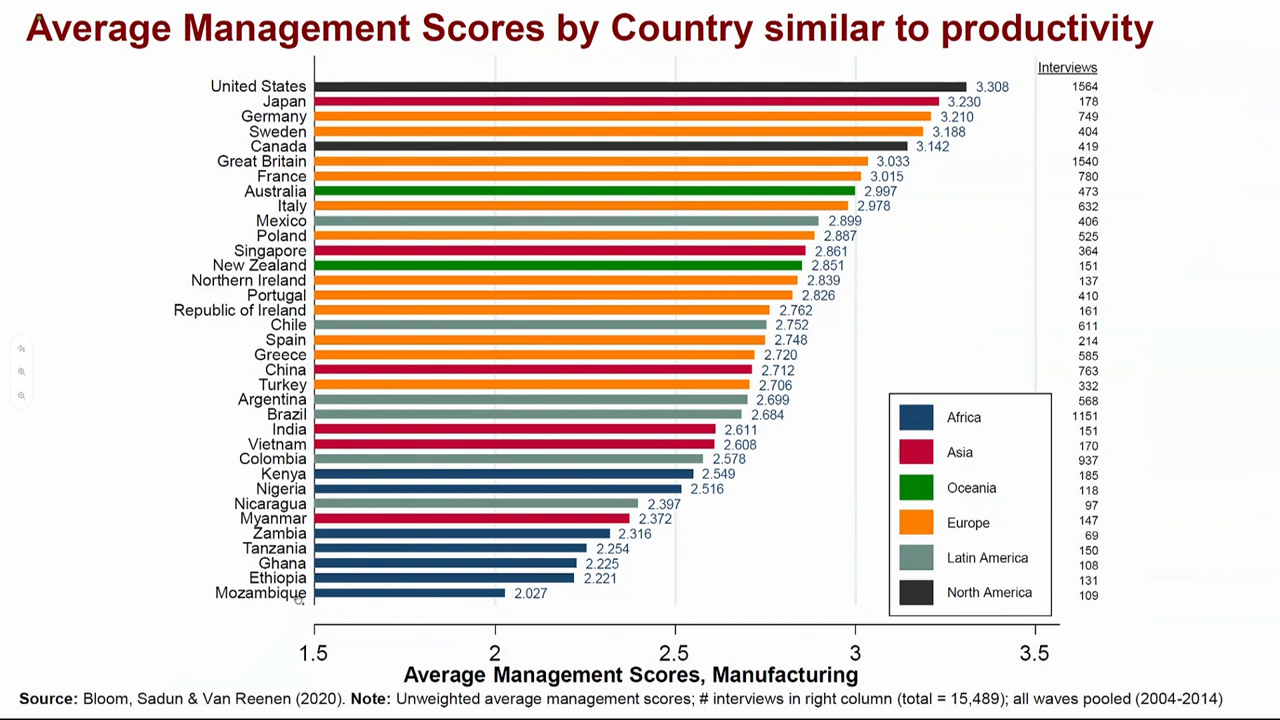 Average Management Scores by Country similar to productivity
Interviews
United States 3.308 1564
Japan 3.230 178
Germany 3.210 749
Sweden 3.188 404
Canada 3.142 419
Great Britain 3.033 1540
France 3.015 780
Australia 2.997 473
Italy 2.978 632
Mexico 2.899 406
Poland 2.887 525
Singapore 2.861 364
New Zealand 2.851 151
Northern Ireland 2.839 137
Portugal 2.826 410
Republic of Ireland 2.762 161
Chile 2.752 611
Spain 2.748 214
Greece 2.720 585
China 2.712 763
Turkey 2.706 332
Argentina 2.699 568
Brazil 2.684 1151
India 2.611 151
Vietnam 2.608 170
Colombia 2.578 937
Kenya 2.549 185
Nigeria 2.516 118
Nicaragua 2.397 97
Myanmar 2.372 147
Zambia 2.316 69
Tanzania 2.254 150
Ghana 2.225 108
Ethiopia 2.221 131
Mozambique 2.027 109
Africa
Asia
Oceania
Europe
Latin America
North America
1.5 2 2.5 3 3.5
Average Management Scores, Manufacturing
Source: Bloom, Sadun & Van Reenen (2020). Note: Unweighted average management scores; # interviews in right column (total = 15,489); all waves pooled (2004-2014)